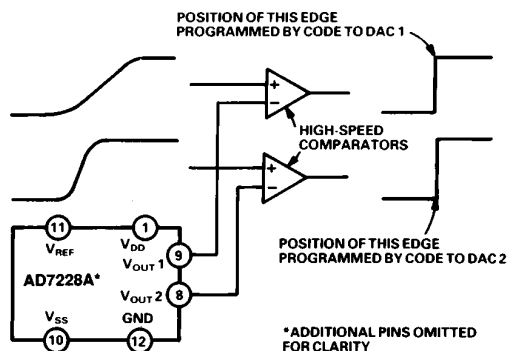 POSITION OF THIS EDGE
PROGRAMMED BY CODE TO DAC 1
+
−
HIGH-SPEED
COMPARATORS
+
−
11
1
VREF
VDD
VOUT 1
9
AD7228A*
VOUT 2
8
VSS
GND
10
12
POSITION OF THIS EDGE
PROGRAMMED BY CODE TO DAC 2
*ADDITIONAL PINS OMITTED
FOR CLARITY